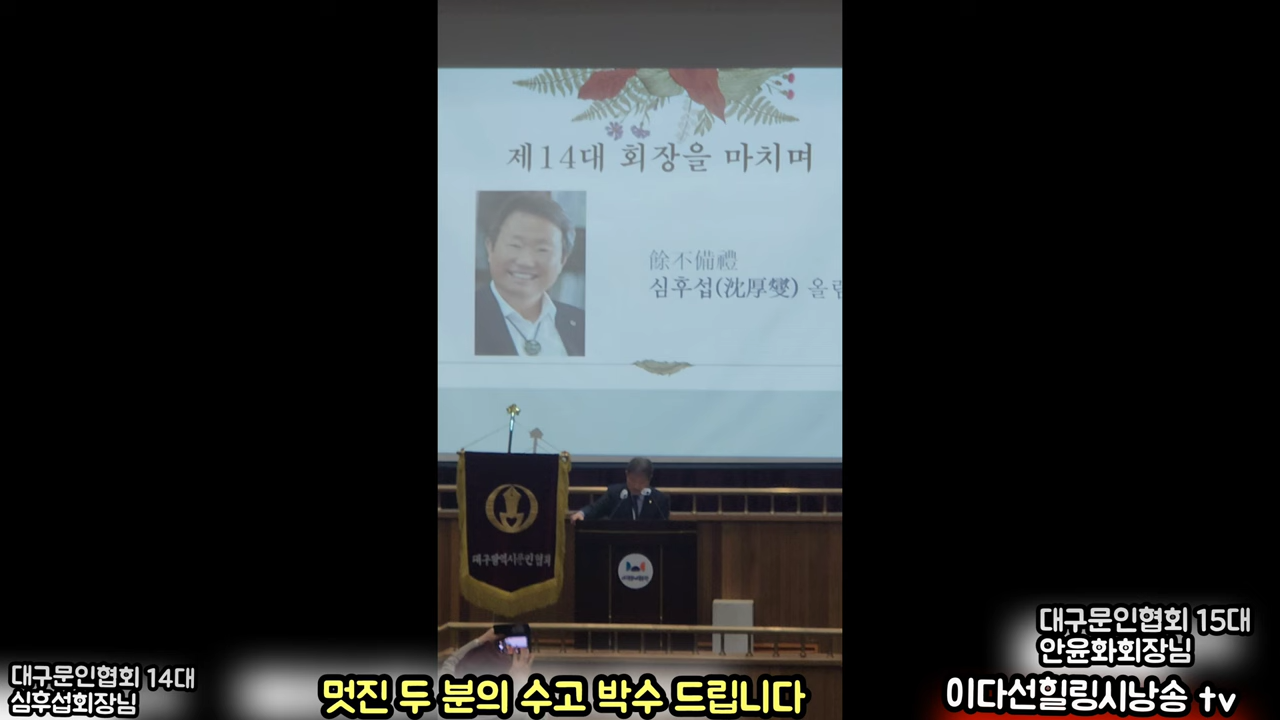 제14대 회장을 마치며
餘不備禮
심후섭(沈厚燮) 올림
대구광역시문인협회
대구문인협회 15대
안윤화회장님
대구문인협회 14대
심후섭회장님
멋진 두 분의 수고 박수 드립니다
이다선힐링시낭송 tv